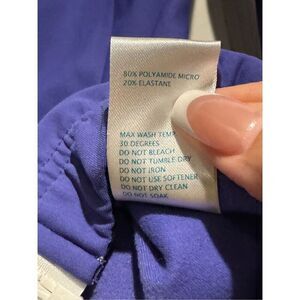 80% POLYAMIDE MICRO
20% ELASTANE
MAX WASH TEMP
30 DEGREES
DO NOT BLEACH
DO NOT TUMBLE DRY
DO NOT IRON
DO NOT USE SOFTENER
DO NOT DRY CLEAN
DO NOT SOAK